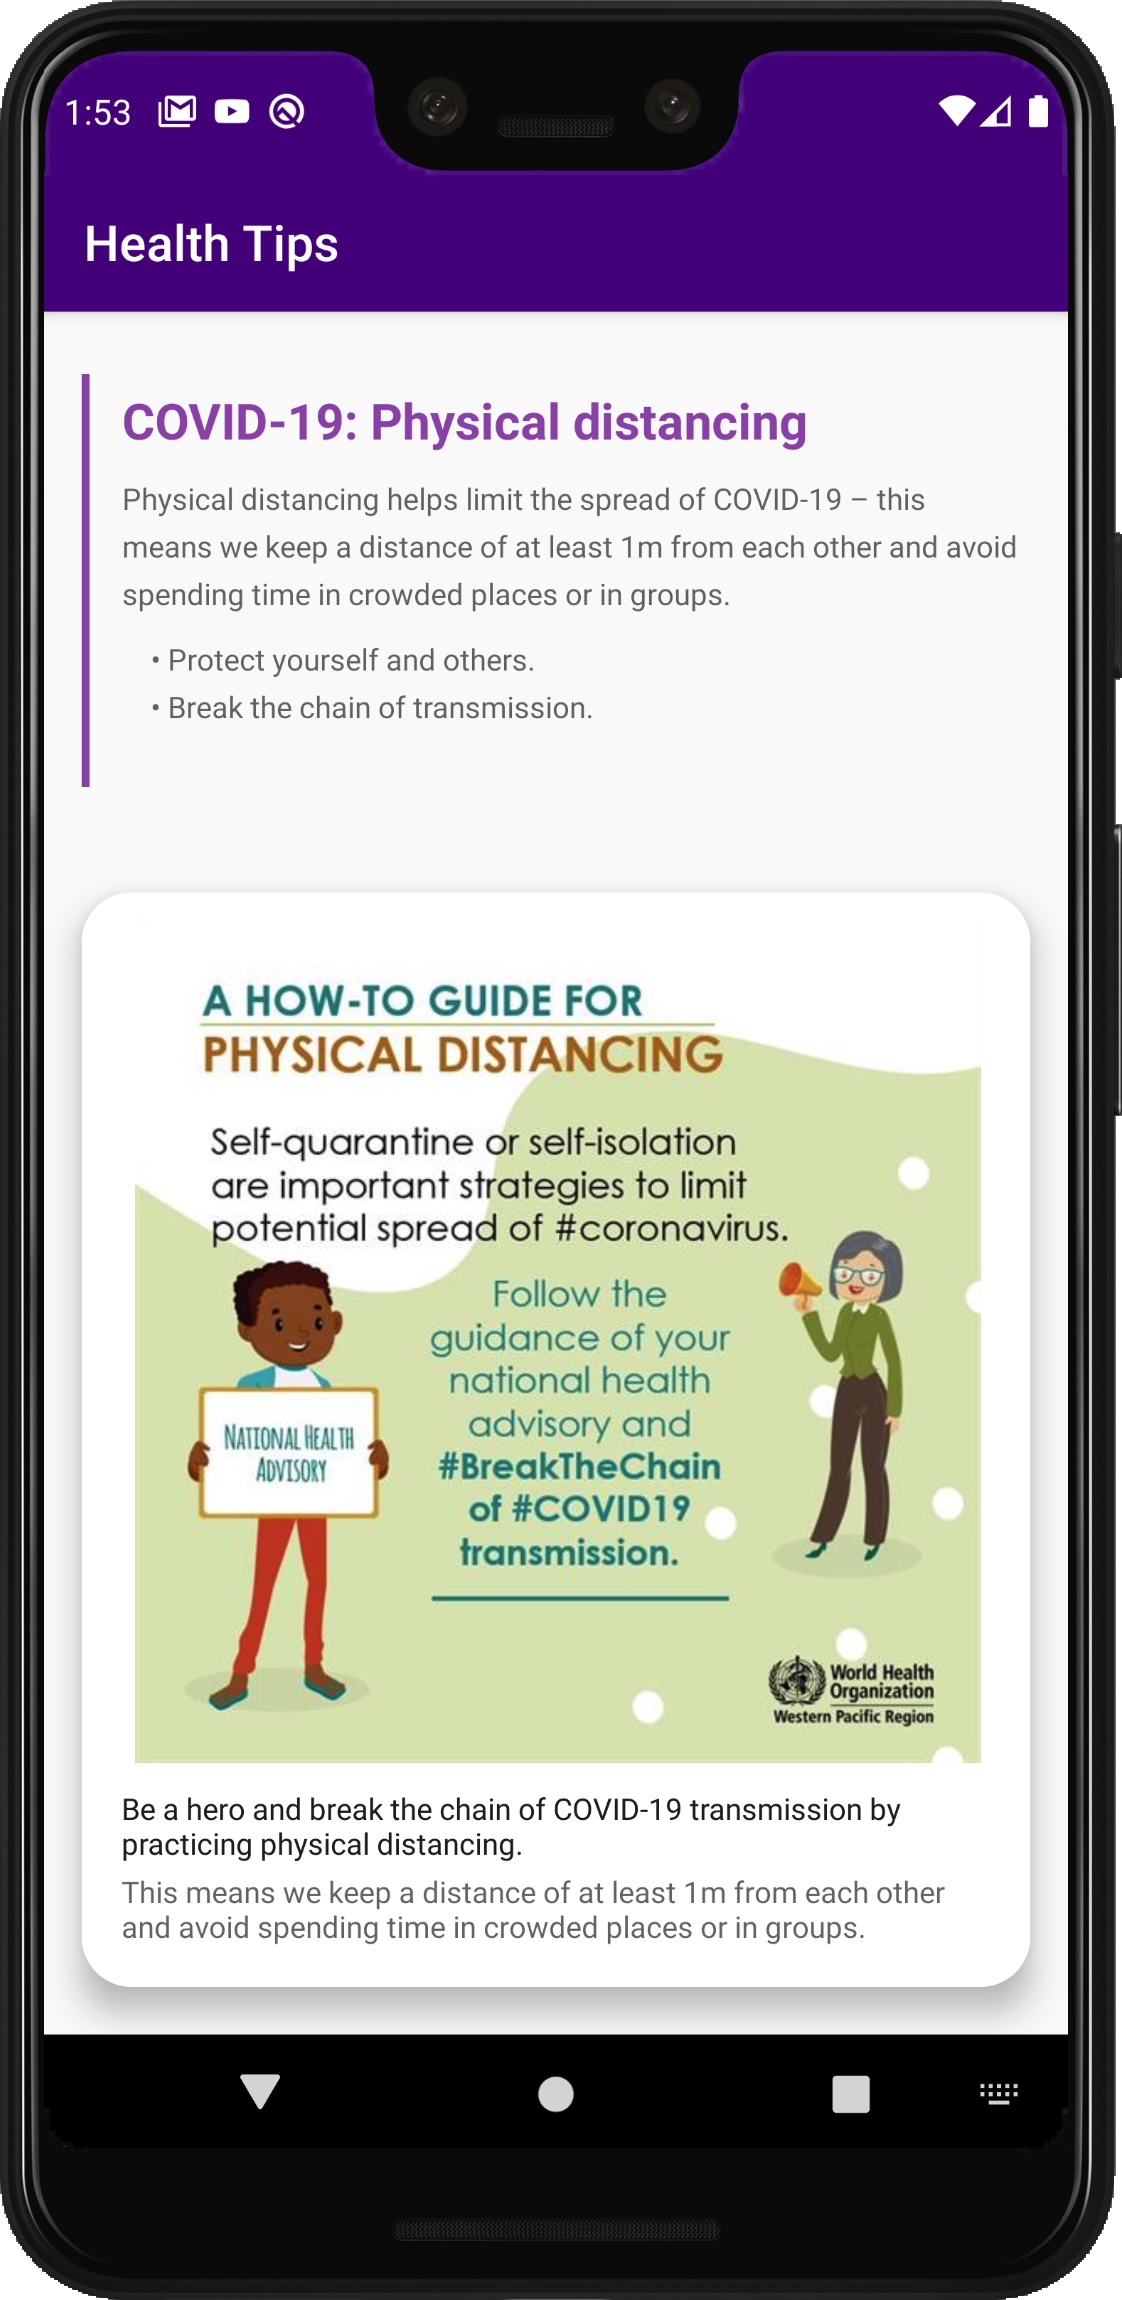 1:53
Health Tips
COVID-19: Physical distancing
Physical distancing helps limit the spread of COVID-19 – this
means we keep a distance of at least 1m from each other and avoid
spending time in crowded places or in groups.
• Protect yourself and others.
• Break the chain of transmission.
A HOW-TO GUIDE FOR
PHYSICAL DISTANCING
Self-quarantine or self-isolation
are important strategies to limit
potential spread of #coronavirus.
Follow the
guidance of your
national health
advisory and
#BreakTheChain
of #COVID19
transmission.
NATIONAL HEALTH
ADVISORY
World Health
Organization
Western Pacific Region
Be a hero and break the chain of COVID-19 transmission by
practicing physical distancing.
This means we keep a distance of at least 1m from each other
and avoid spending time in crowded places or in groups.